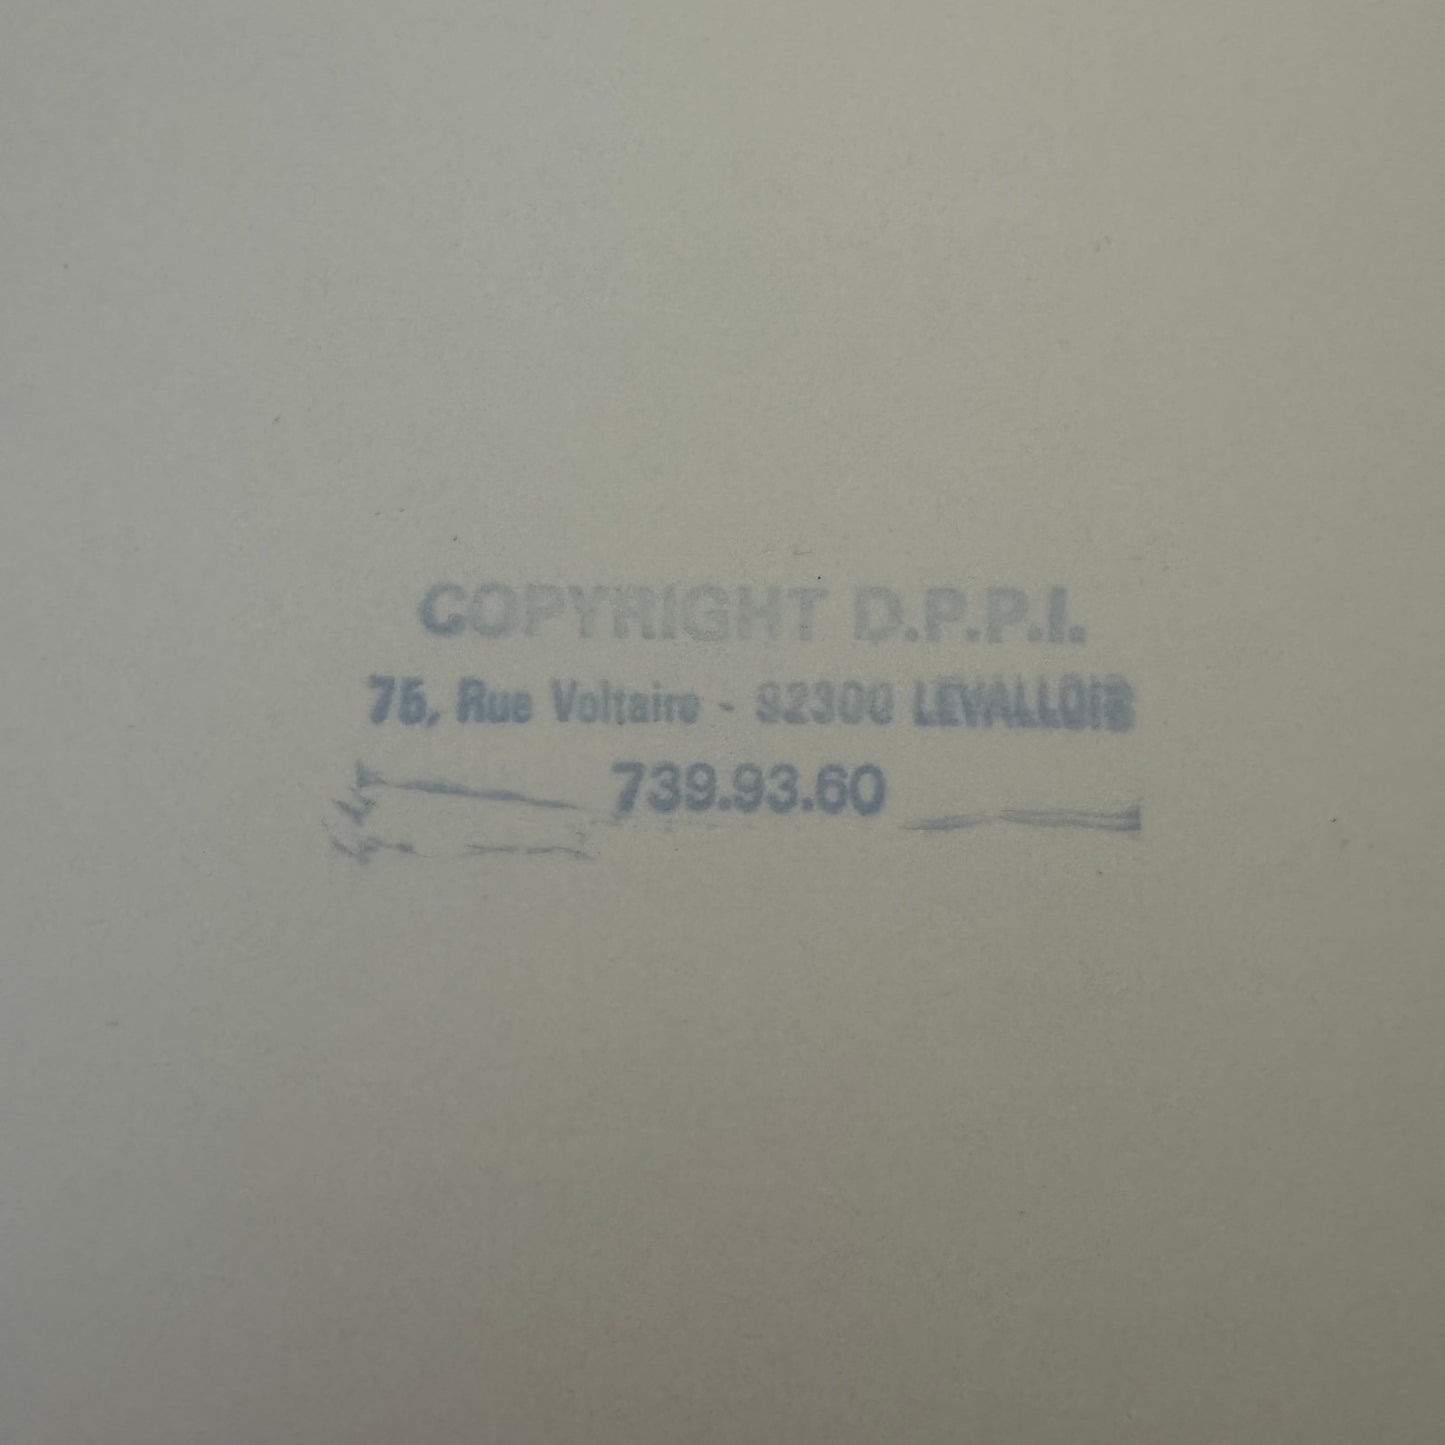 COPYRIGHT D.P.P.I.
75, Rue Voltaire - 92300 LEVALLOIS
739.93.60